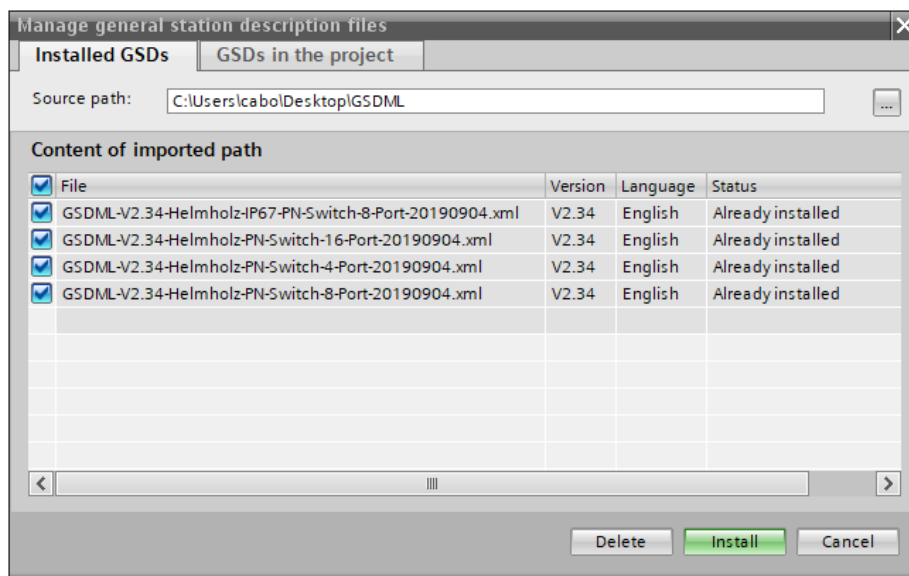 Manage general station description files
Installed GSDs GSDs in the project
Source path: C:\Users\cabo\Desktop\GSDML ...
Content of imported path
File Version Language Status
GSDML-V2.34-Helmholz-IP67-PN-Switch-8-Port-20190904.xml V2.34 English Already installed
GSDML-V2.34-Helmholz-PN-Switch-16-Port-20190904.xml V2.34 English Already installed
GSDML-V2.34-Helmholz-PN-Switch-4-Port-20190904.xml V2.34 English Already installed
GSDML-V2.34-Helmholz-PN-Switch-8-Port-20190904.xml V2.34 English Already installed
Delete Install Cancel